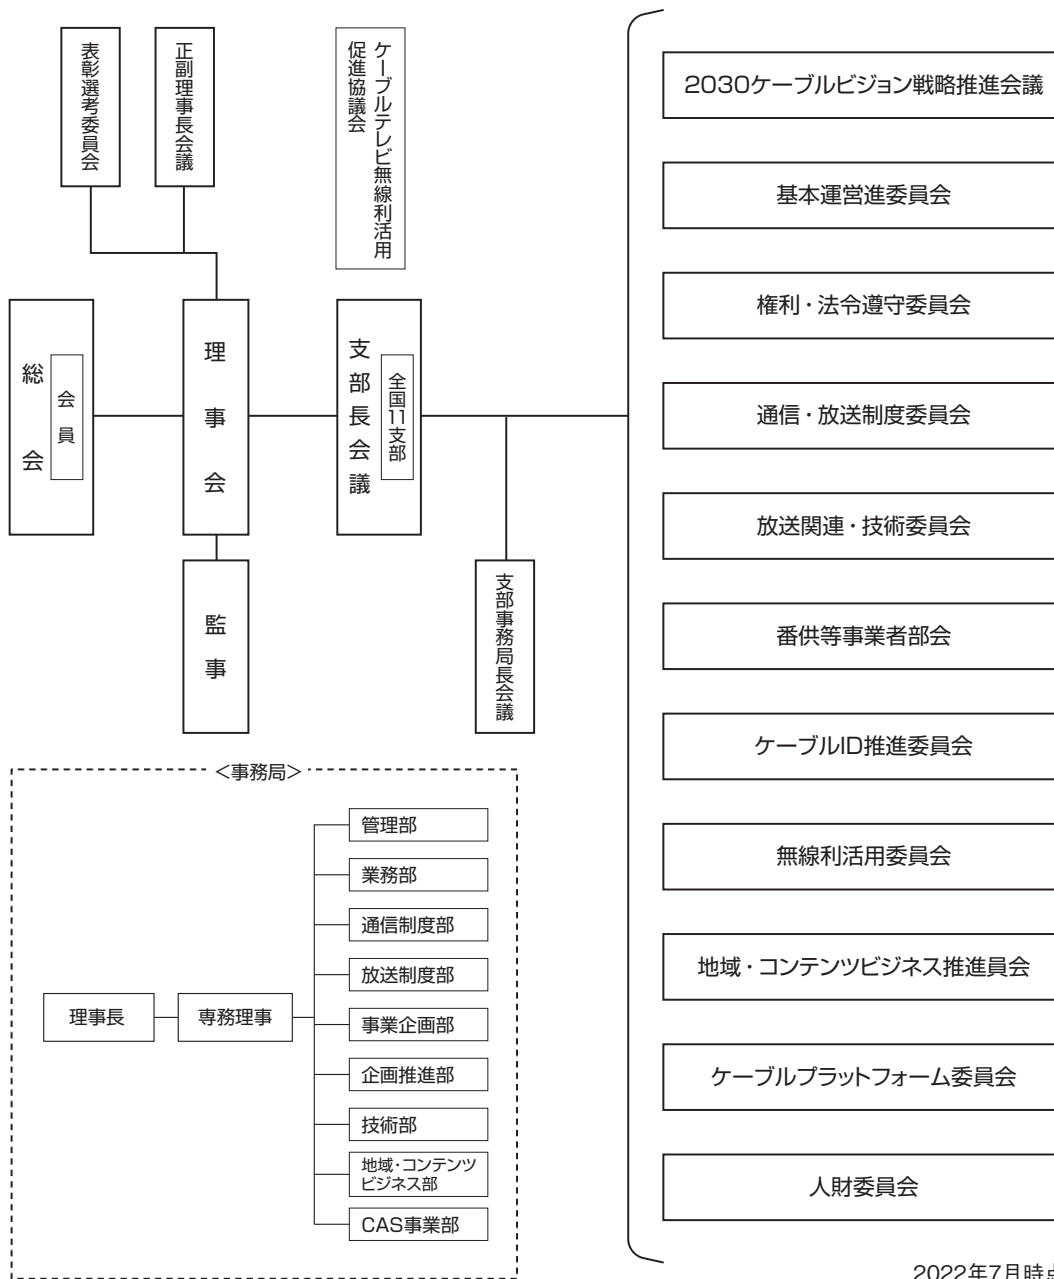 表彰選考委員会
正副理事長会議
ケーブルテレビ無線利活用
促進協議会
総会
会員
理事会
支部長会議
全国11支部
監事
支部事務局長会議
2030ケーブルビジョン戦略推進会議
基本運営進委員会
権利・法令遵守委員会
通信・放送制度委員会
放送関連・技術委員会
番供等事業者部会
ケーブルID推進委員会
無線利活用委員会
地域・コンテンツビジネス推進員会
ケーブルプラットフォーム委員会
人財委員会
<事務局>
理事長
専務理事
管理部
業務部
通信制度部
放送制度部
事業企画部
企画推進部
技術部
地域・コンテンツ
ビジネス部
CAS事業部
2022年7月時点